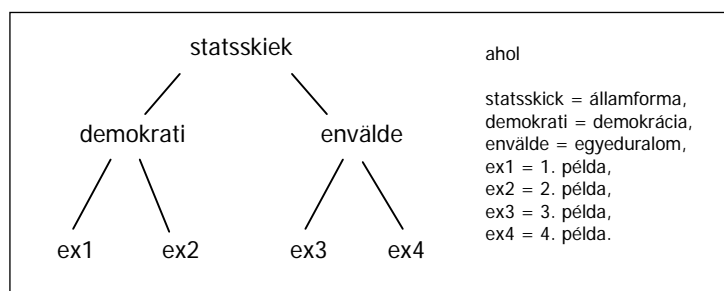 statsskiek
demokrati envälde
ex1 ex2 ex3 ex4
ahol
statsskick = államforma,
demokrati = demokrácia,
envälde = egyeduralom,
ex1 = 1. példa,
ex2 = 2. példa,
ex3 = 3. példa,
ex4 = 4. példa.